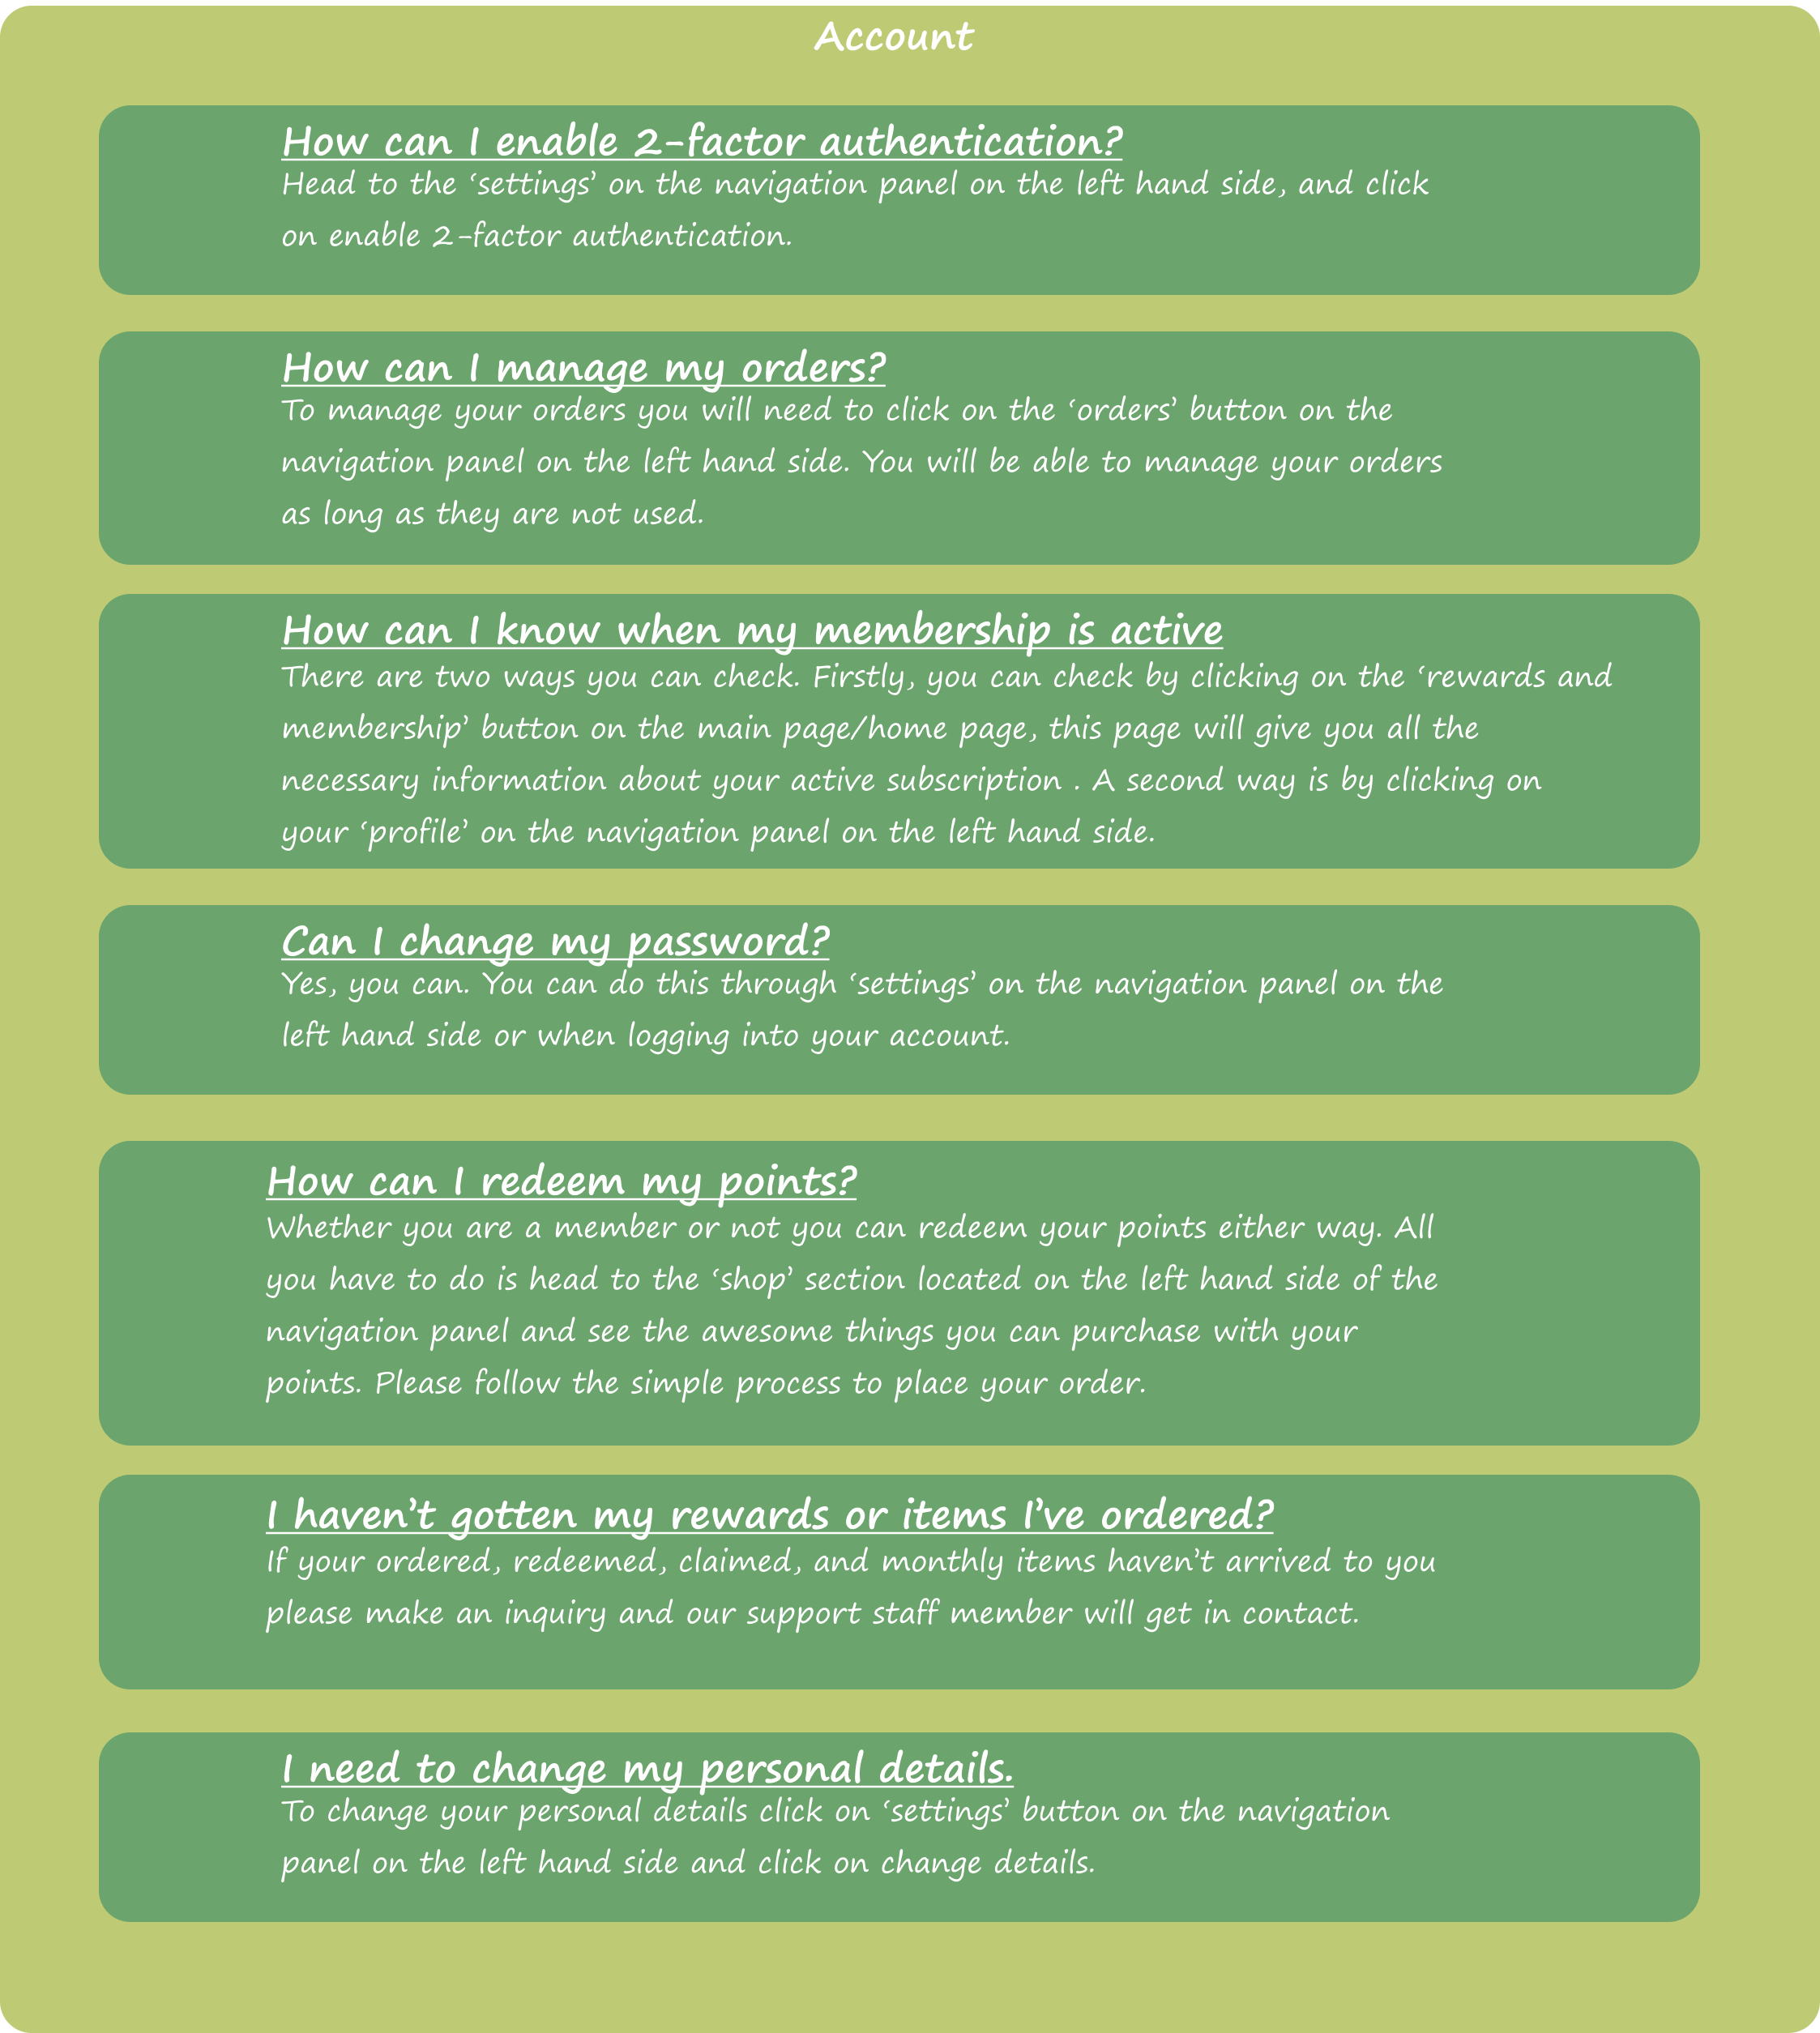 Account
How can I enable 2-factor authentication?
Head to the ‘settings’ on the navigation panel on the left hand side, and click
on enable 2-factor authentication.
How can I manage my orders?
To manage your orders you will need to click on the ‘orders’ button on the
navigation panel on the left hand side. You will be able to manage your orders
as long as they are not used.
How can I know when my membership is active
There are two ways you can check. Firstly, you can check by clicking on the ‘rewards and
membership’ button on the main page/home page, this page will give you all the
necessary information about your active subscription . A second way is by clicking on
your ‘profile’ on the navigation panel on the left hand side.
Can I change my password?
Yes, you can. You can do this through ‘settings’ on the navigation panel on the
left hand side or when logging into your account.
How can I redeem my points?
Whether you are a member or not you can redeem your points either way. All
you have to do is head to the ‘shop’ section located on the left hand side of the
navigation panel and see the awesome things you can purchase with your
points. Please follow the simple process to place your order.
I haven’t gotten my rewards or items I’ve ordered?
If your ordered, redeemed, claimed, and monthly items haven’t arrived to you
please make an inquiry and our support staff member will get in contact.
I need to change my personal details.
To change your personal details click on ‘settings’ button on the navigation
panel on the left hand side and click on change details.